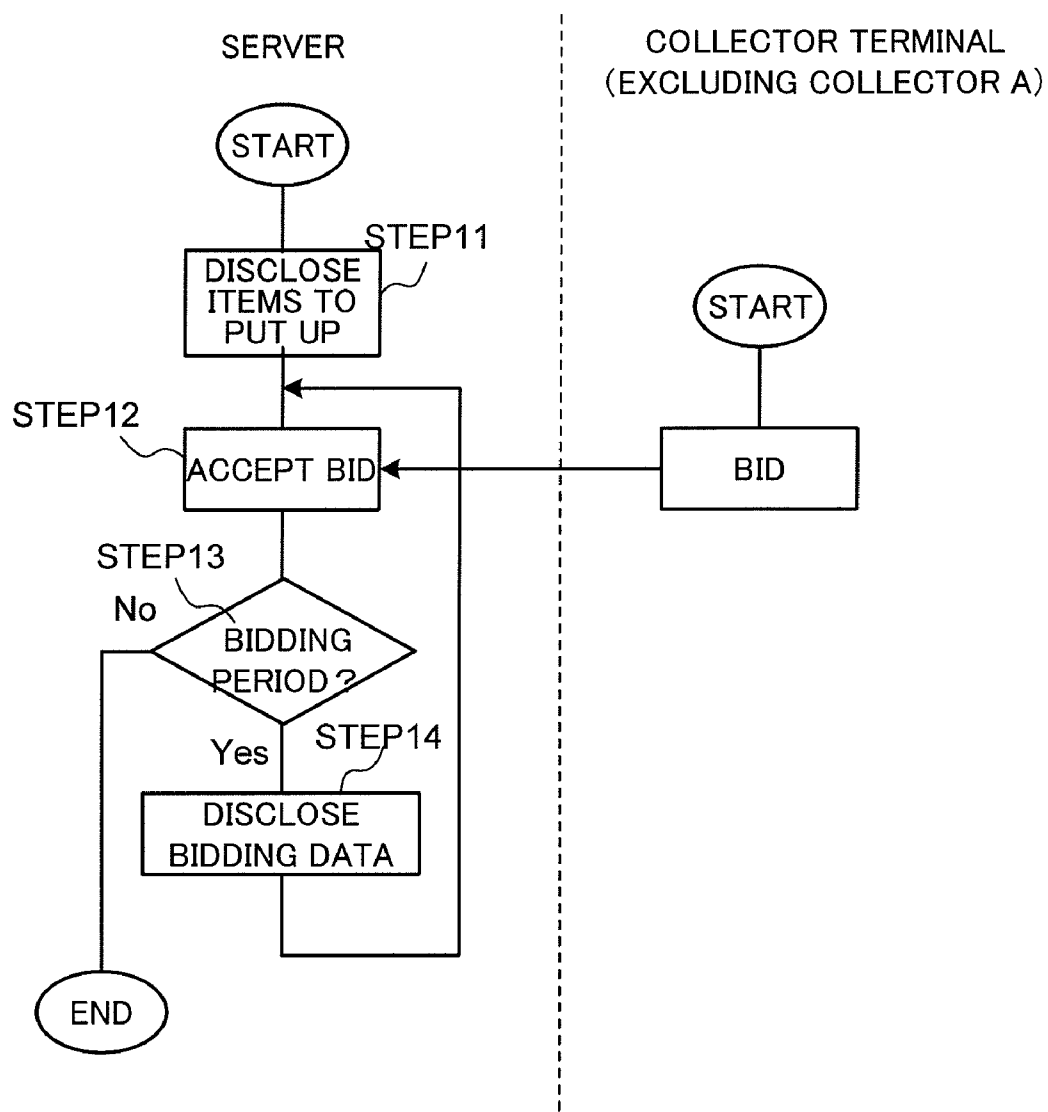 SERVER
START
STEP11
DISCLOSE
ITEMS TO
PUT UP
STEP12
ACCEPT BID
STEP13
No
BIDDING
PERIOD?
Yes
STEP14
DISCLOSE
BIDDING DATA
END
COLLECTOR TERMINAL
(EXCLUDING COLLECTOR A)
START
BID